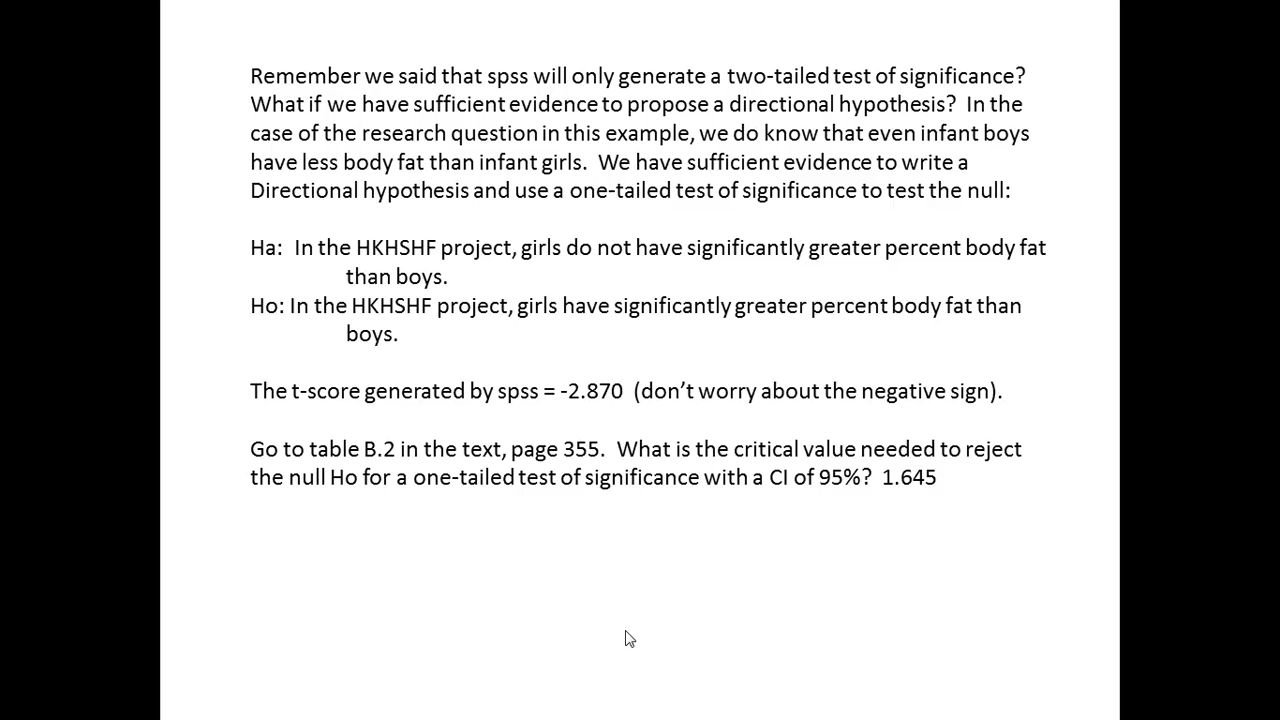 Remember we said that spss will only generate a two-tailed test of significance?
What if we have sufficient evidence to propose a directional hypothesis?  In the
case of the research question in this example, we do know that even infant boys
have less body fat than infant girls.  We have sufficient evidence to write a
Directional hypothesis and use a one-tailed test of significance to test the null:
Ha:  In the HKHSHF project, girls do not have significantly greater percent body fat
than boys.
Ho: In the HKHSHF project, girls have significantly greater percent body fat than
boys.
The t-score generated by spss = -2.870  (don’t worry about the negative sign).
Go to table B.2 in the text, page 355.  What is the critical value needed to reject
the null Ho for a one-tailed test of significance with a CI of 95%?  1.645